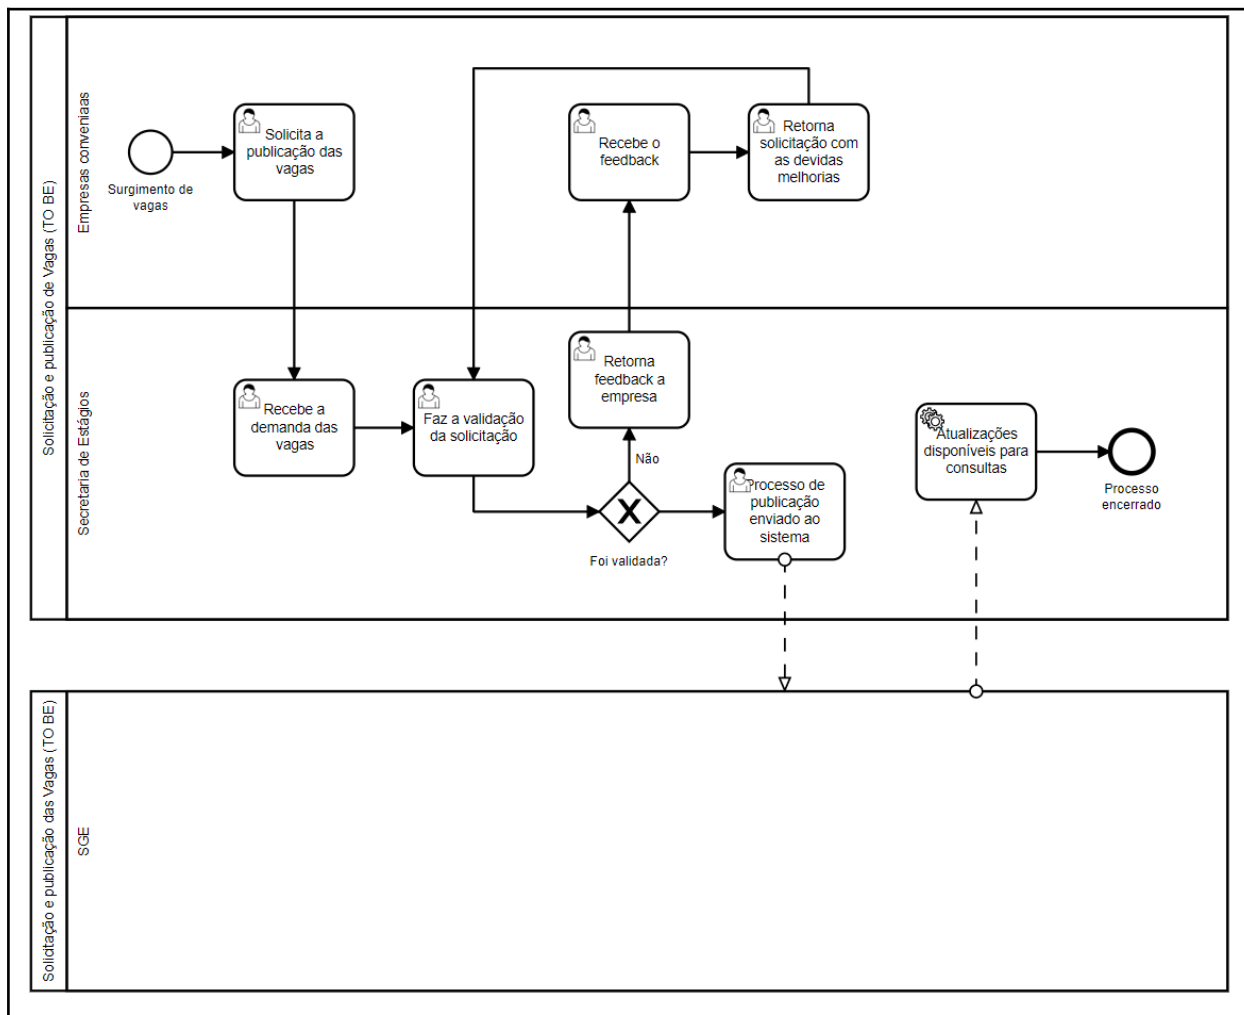 Solicitação e publicação de Vagas (TO BE)
Empresas conveniaas
Surgimento de
vagas
Solicita a
publicação das
vagas
Recebe o
feedback
Retorna
solicitação com
as devidas
melhorias
Secretaria de Estágios
Recebe a
demanda das
vagas
Faz a validação
da solicitação
Retorna
feedback a
empresa
Não
Foi validada?
Processo de
publicação
enviado ao
sistema
Atualizações
disponíveis para
consultas
Processo
encerrado
Solicitação e publicação das Vagas (TO BE)
SGE